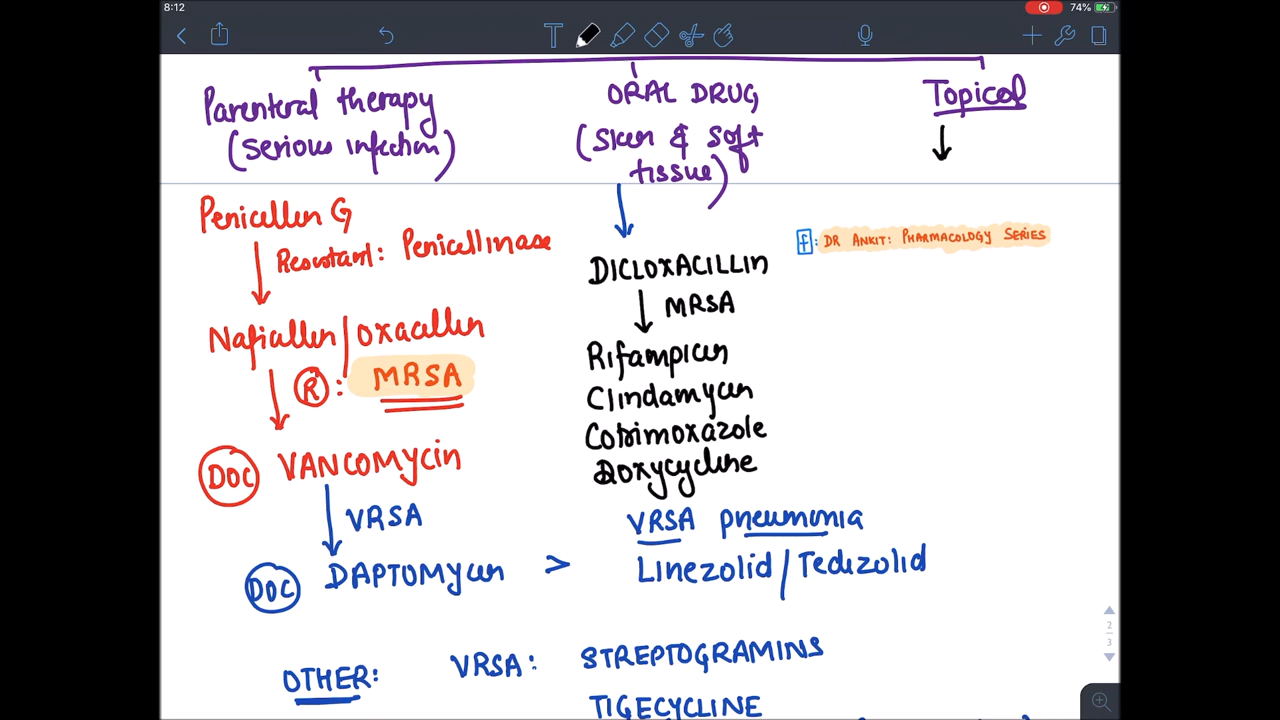 8:12
74%
T
Parenteral therapy
(Serious infection)
ORAL DRUG
(Skin & Soft
tissue)
Topical
Penicillin G
Resistant: Penicillinase
Nafcillin/oxacillin
R: MRSA
DOC VANCOMYcin
VRSA
DOC DAPTOMYcin >
DICLOXACILLIN
MRSA
Rifampicin
Clindamycin
Cotrimoxazole
Doxycycline
VRSA pneumonia
Linezolid/Tedizolid
f: DR ANKIT: PHARMACOLOGY SERIES
OTHER: VRSA: STREPTOGRAMINS
TIGECYCLINE
2
3